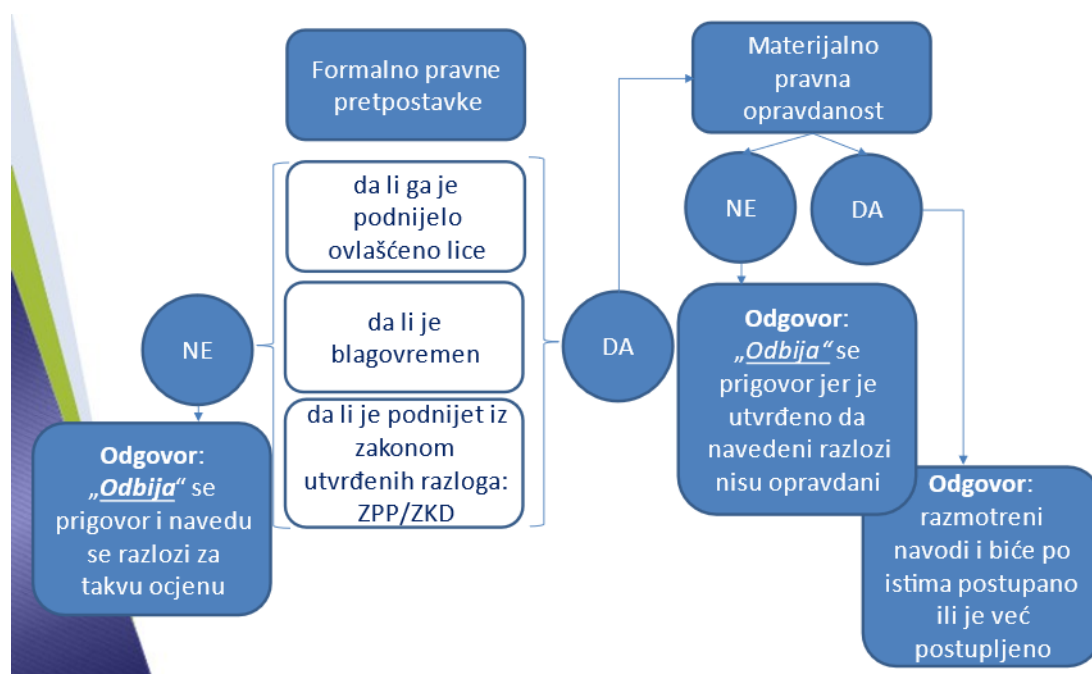 Formalno pravne
pretpostavke
da li ga je
podnijelo
ovlašćeno lice
da li je
blagovremen
da li je podnijet iz
zakonom
utvrđenih razloga:
ZPP/ZKD
NE
Odgovor:
„Odbija“ se
prigovor i navedu
se razlozi za
takvu ocjenu
DA
Materijalno
pravna
opravdanost
NE
DA
Odgovor:
„Odbija“ se
prigovor jer je
utvrđeno da
navedeni razlozi
nisu opravdani
Odgovor:
razmotreni
navodi i biće po
istima postupano
ili je već
postupljeno